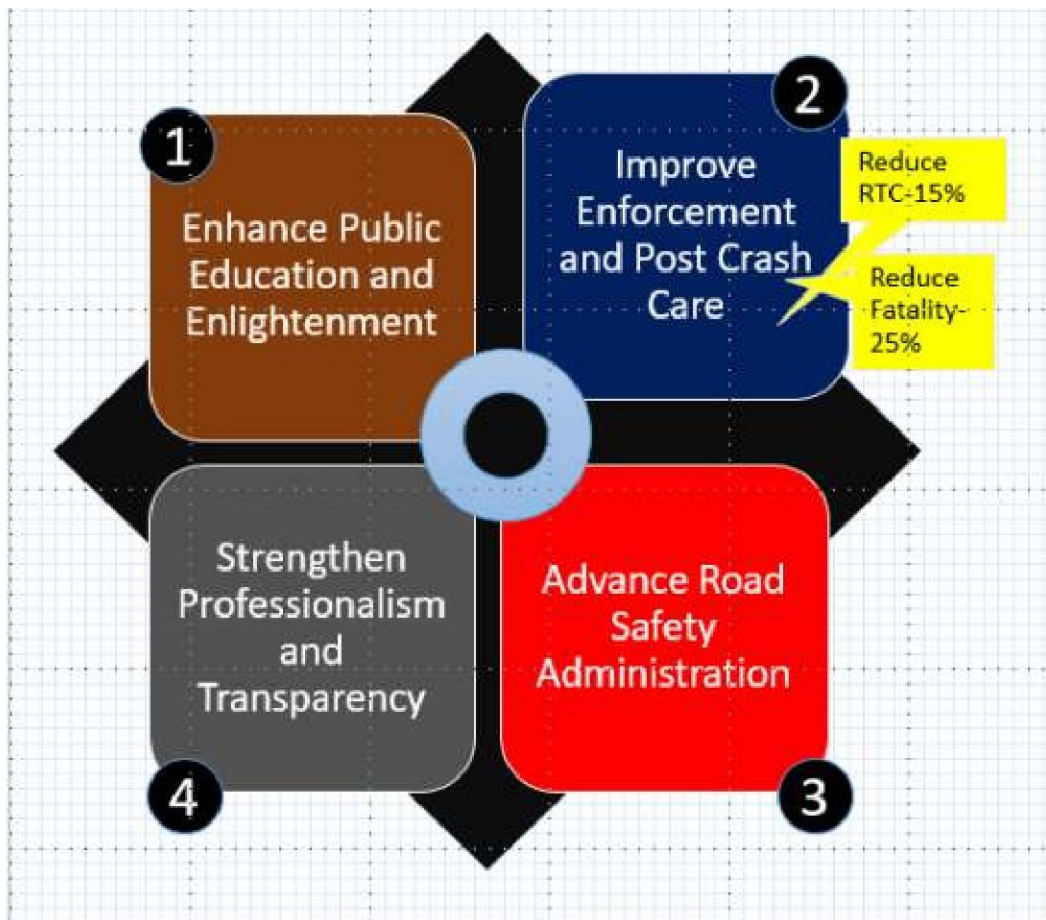 1
Enhance Public
Education and
Enlightenment
2
Improve
Enforcement
and Post Crash
Care
Reduce
RTC-15%
Reduce
Fatality-
25%
Strengthen
Professionalism
and
Transparency
4
Advance Road
Safety
Administration
3